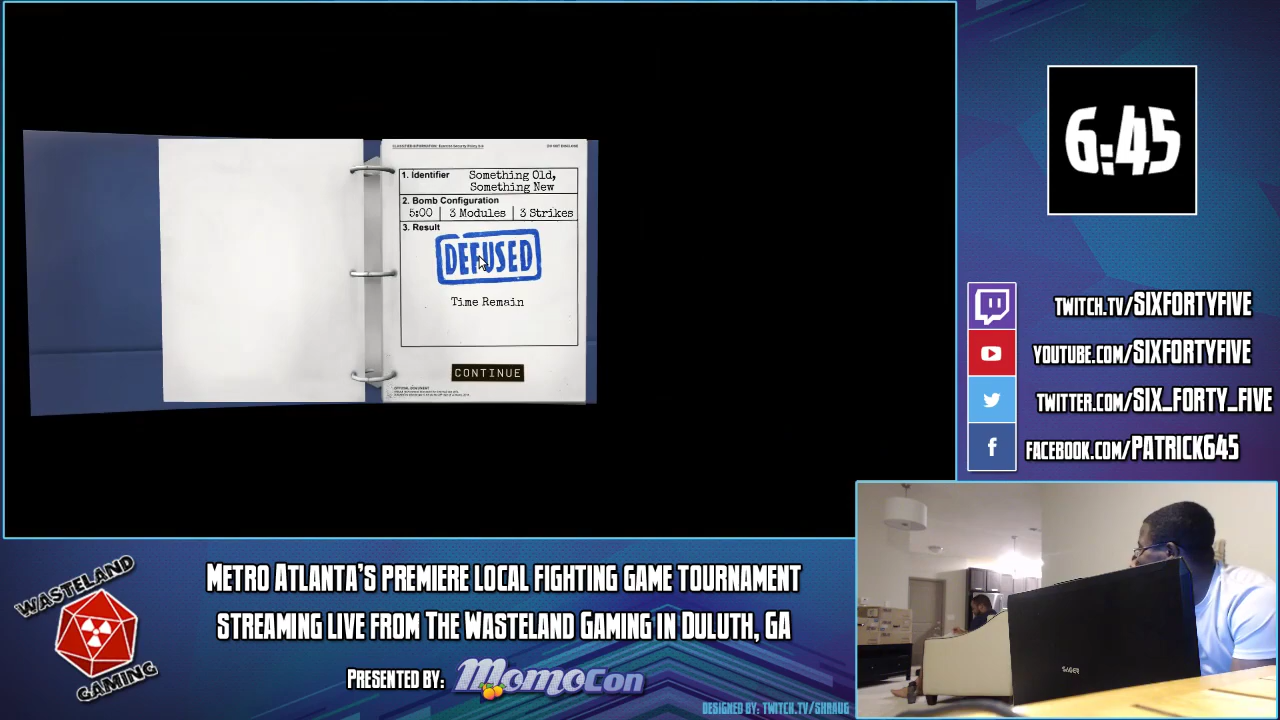 1. Identifier
Something Old,
Something New
2. Bomb Configuration
5:00 | 3 Modules | 3 Strikes
3. Result
DEFUSED
Time Remain
CONTINUE
6:45
TWITCH.TV/SIXFORTYFIVE
YOUTUBE.COM/SIXFORTYFIVE
TWITTER.COM/SIX_FORTY_FIVE
FACEBOOK.COM/PATRICK645
f
SAGER
WASTELAND
GAMING
METRO ATLANTA'S PREMIERE LOCAL FIGHTING GAME TOURNAMENT
STREAMING LIVE FROM THE WASTELAND GAMING IN DULUTH, GA
PRESENTED BY: MomoCon
DESIGNED BY: TWITCH.TV/SHRAUG